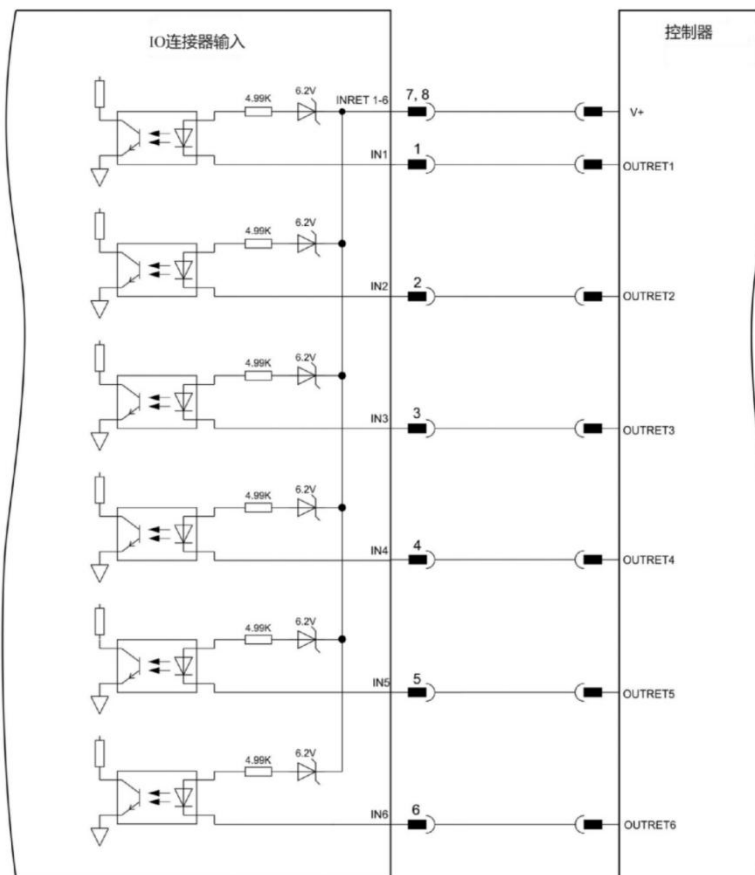 IO连接器输入
控制器
4.99K
6.2V
INRET 1-6
7, 8
V+
IN1
1
OUTRET1
4.99K
6.2V
IN2
2
OUTRET2
4.99K
6.2V
IN3
3
OUTRET3
4.99K
6.2V
IN4
4
OUTRET4
4.99K
6.2V
IN5
5
OUTRET5
4.99K
6.2V
IN6
6
OUTRET6